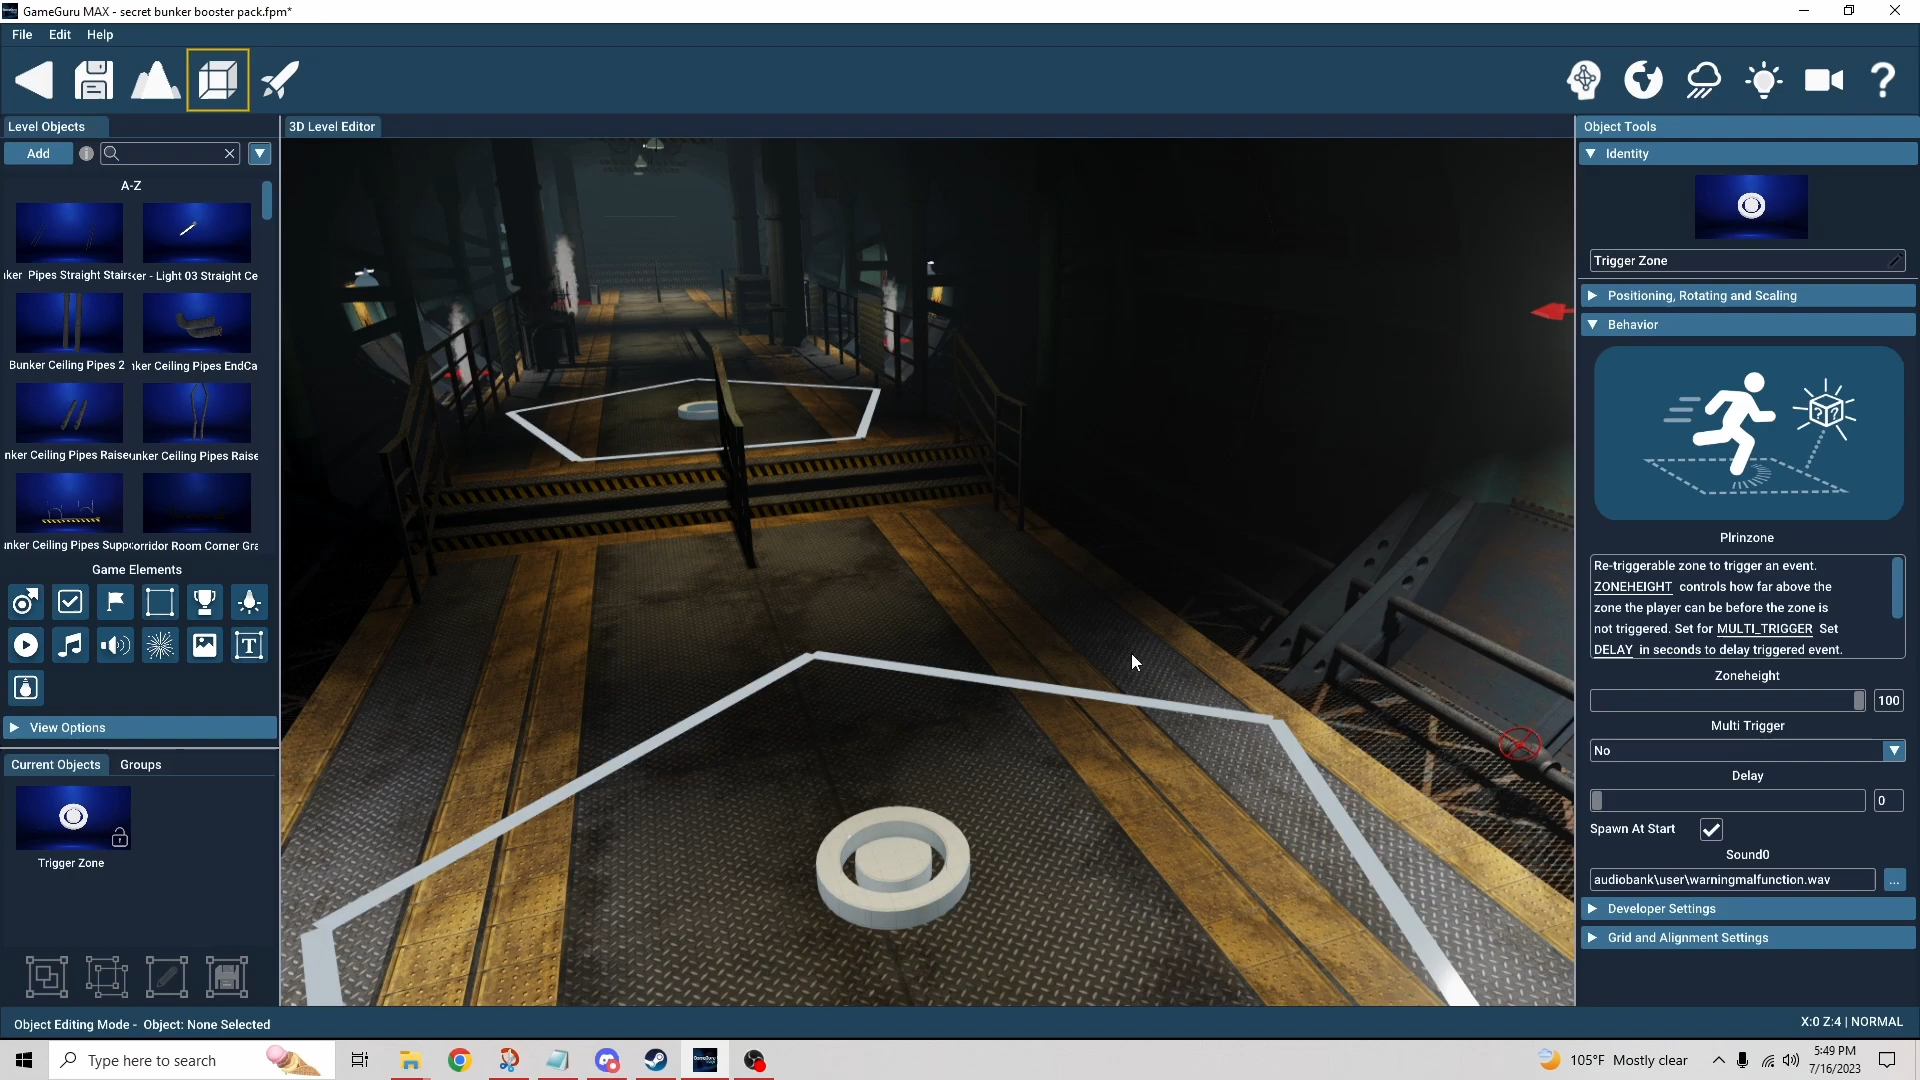 GameGuru MAX - secret bunker booster pack.fpm*
File Edit Help
Level Objects
3D Level Editor
Object Tools
Add
Identity
A-Z
nker Pipes Straight Stairs
ker - Light 03 Straight Ce
Trigger Zone
Positioning, Rotating and Scaling
Behavior
Bunker Ceiling Pipes 2
nker Ceiling Pipes EndCa
nker Ceiling Pipes Raise
unker Ceiling Pipes Raise
unker Ceiling Pipes Supp
orridor Room Corner Gra
Plrinzone
Re-triggerable zone to trigger an event.
ZONEHEIGHT controls how far above the
zone the player can be before the zone is
not triggered. Set for MULTI_TRIGGER Set
DELAY in seconds to delay triggered event.
Game Elements
Zoneheight
100
Multi Trigger
No
View Options
Current Objects
Groups
Delay
0
Spawn At Start
Sound0
audiobank\user\warningmalfunction.wav
...
Trigger Zone
Developer Settings
Grid and Alignment Settings
Object Editing Mode - Object: None Selected
X:0 Z:4 | NORMAL
Type here to search
105°F Mostly clear
5:49 PM
7/16/2023